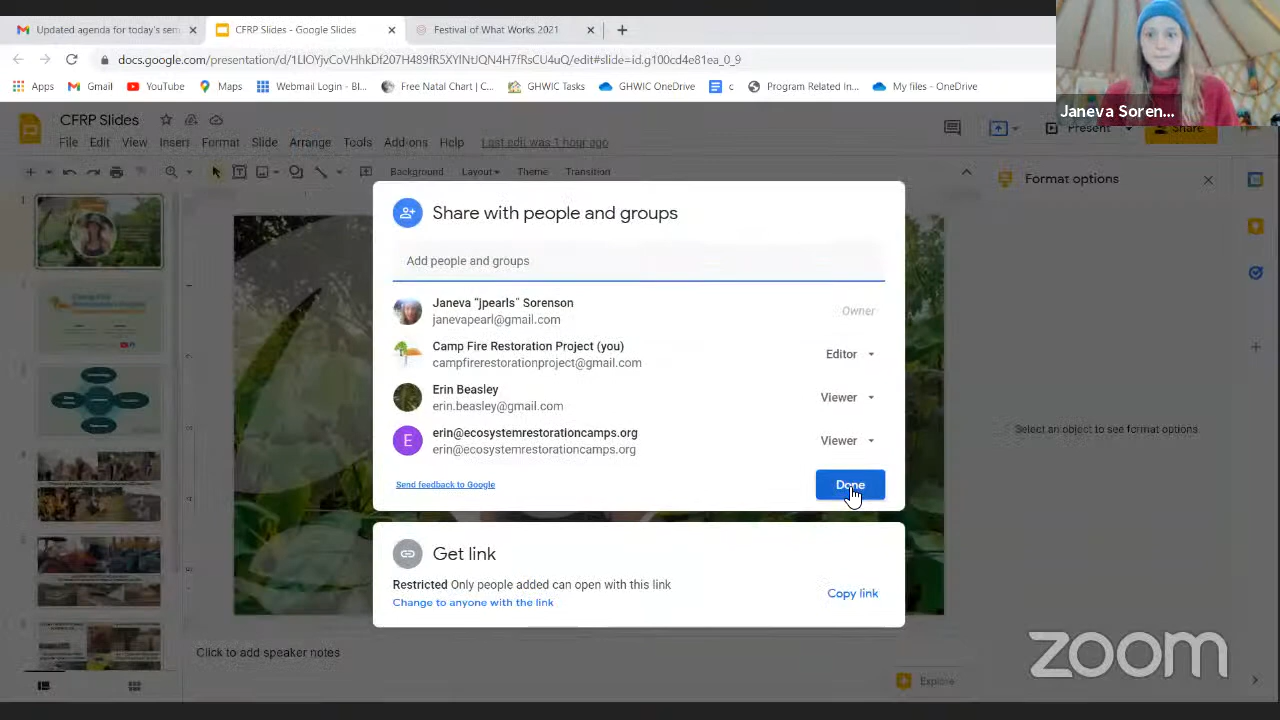 Updated agenda for today's sem
CFRP Slides - Google Slides
Festival of What Works 2021
docs.google.com/presentation/d/1LlOYjvCoVHhkDf207H489fR5XYlNtJQN4H7fRsCU4uQ/edit#slide=id.g100cd4e81ea_0_9
Apps
Gmail
YouTube
Maps
Webmail Login - Bl...
Free Natal Chart | C...
GHWIC Tasks
GHWIC OneDrive
c
Program Related In...
My files - OneDrive
Janeva Soren...
CFRP Slides
Present
Share
File Edit View Insert Format Slide Arrange Tools Add-ons Help Last edit was 1 hour ago
Background Layout Theme Transition
Format options
Share with people and groups
Add people and groups
Janeva "jpearls" Sorenson
janevapearl@gmail.com
Owner
Camp Fire Restoration Project (you)
campfirerestorationproject@gmail.com
Editor
Erin Beasley
erin.beasley@gmail.com
Viewer
E
erin@ecosystemrestorationcamps.org
erin@ecosystemrestorationcamps.org
Viewer
Select an object to see format options
Send feedback to Google
Done
Get link
Restricted Only people added can open with this link
Change to anyone with the link
Copy link
Click to add speaker notes
Explore
zoom